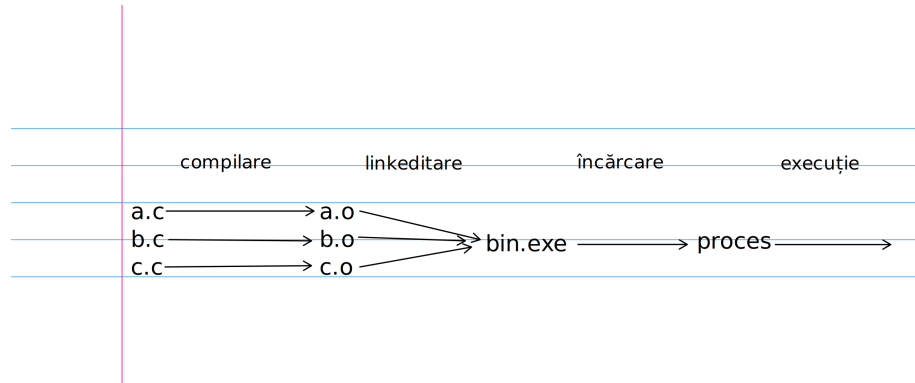 compilare linkeditare încărcare execuție
a.c a.o
b.c b.o bin.exe proces
c.c c.o